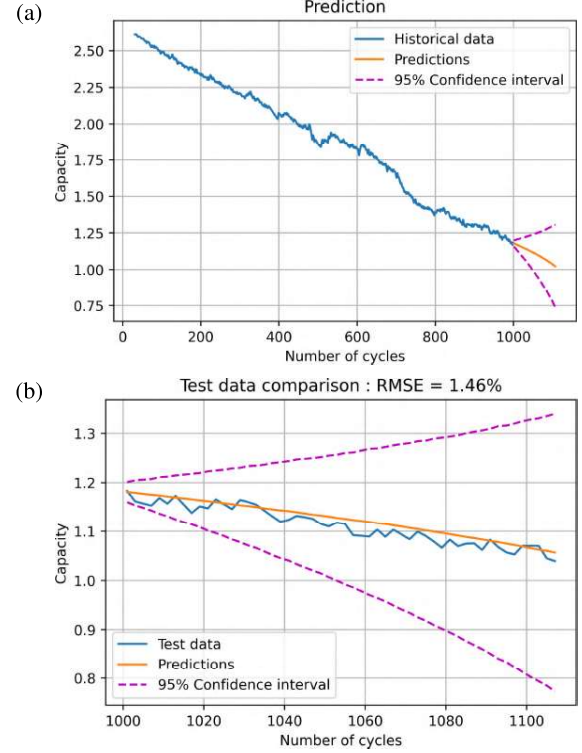 (a)
Prediction
Historical data
Predictions
95% Confidence interval
2.50
2.25
2.00
1.75
1.50
1.25
1.00
0.75
Capacity
0
200
400
600
800
1000
Number of cycles
(b)
Test data comparison : RMSE = 1.46%
1.3
1.2
1.1
1.0
0.9
0.8
Capacity
Test data
Predictions
95% Confidence interval
1000
1020
1040
1060
1080
1100
Number of cycles